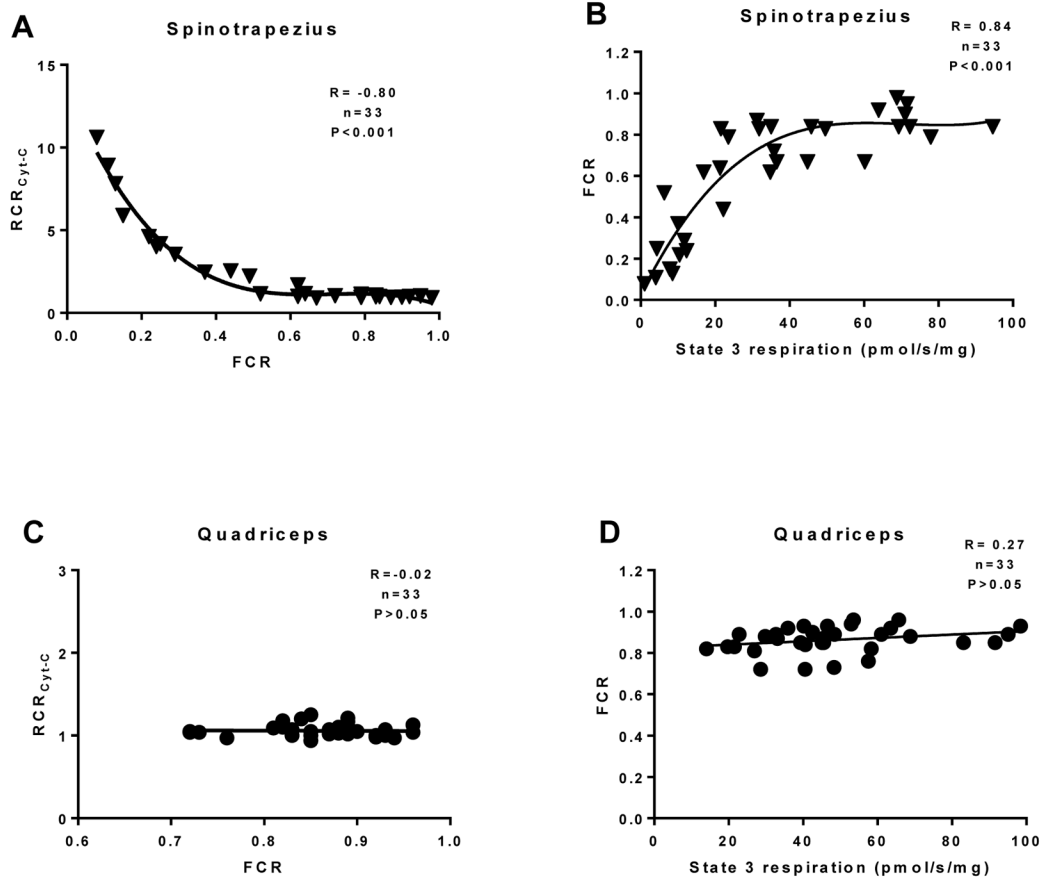 A
Spinotrapezius
R= -0.80
n=33
P<0.001
RCR Cyt-C
15
10
5
0
0.0 0.2 0.4 0.6 0.8 1.0
FCR
B
Spinotrapezius
R= 0.84
n=33
P<0.001
FCR
1.2
1.0
0.8
0.6
0.4
0.2
0.0
0 20 40 60 80 100
State 3 respiration (pmol/s/mg)
C
Quadriceps
R=-0.02
n=33
P>0.05
RCR Cyt-C
3
2
1
0
0.6 0.7 0.8 0.9 1.0
FCR
D
Quadriceps
R= 0.27
n=33
P>0.05
FCR
1.2
1.0
0.8
0.6
0.4
0.2
0.0
0 20 40 60 80 100
State 3 respiration (pmol/s/mg)